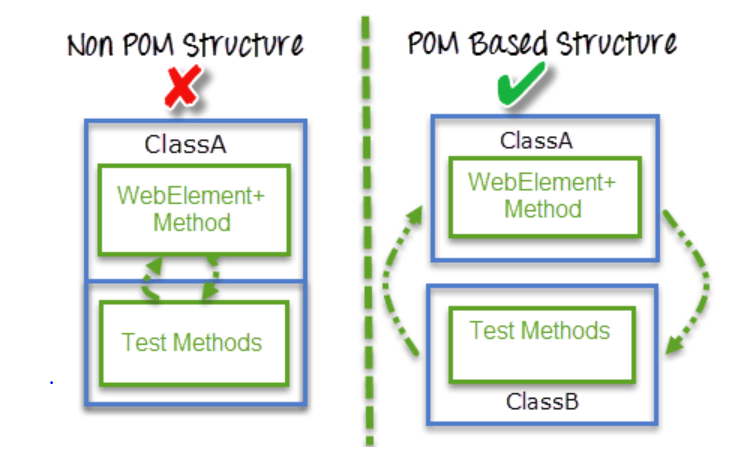 Non POM Structure
ClassA
WebElement+
Method
Test Methods
POM Based Structure
ClassA
WebElement+
Method
Test Methods
ClassB